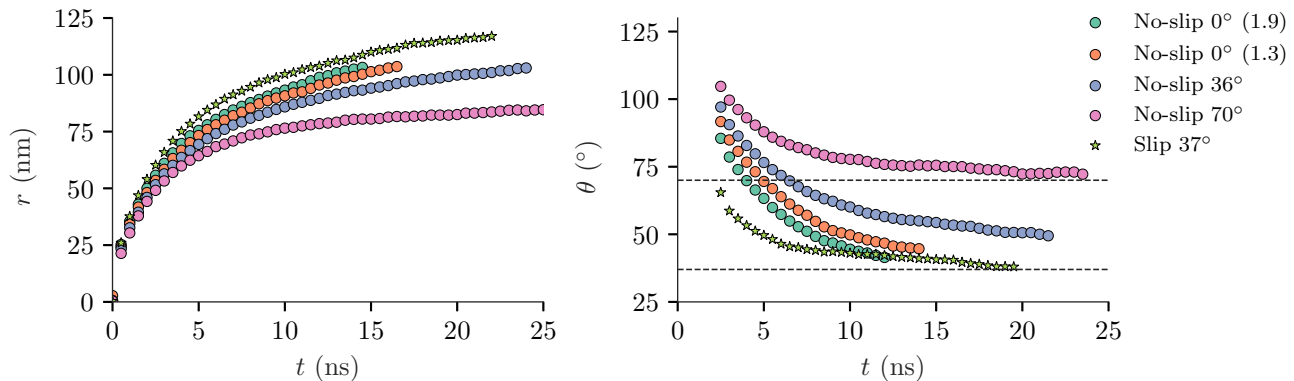 125
100
75
50
25
0
r (nm)
0 5 10 15 20 25
t (ns)
125
100
75
50
25
θ (°)
0 5 10 15 20 25
t (ns)
No-slip 0° (1.9)
No-slip 0° (1.3)
No-slip 36°
No-slip 70°
Slip 37°